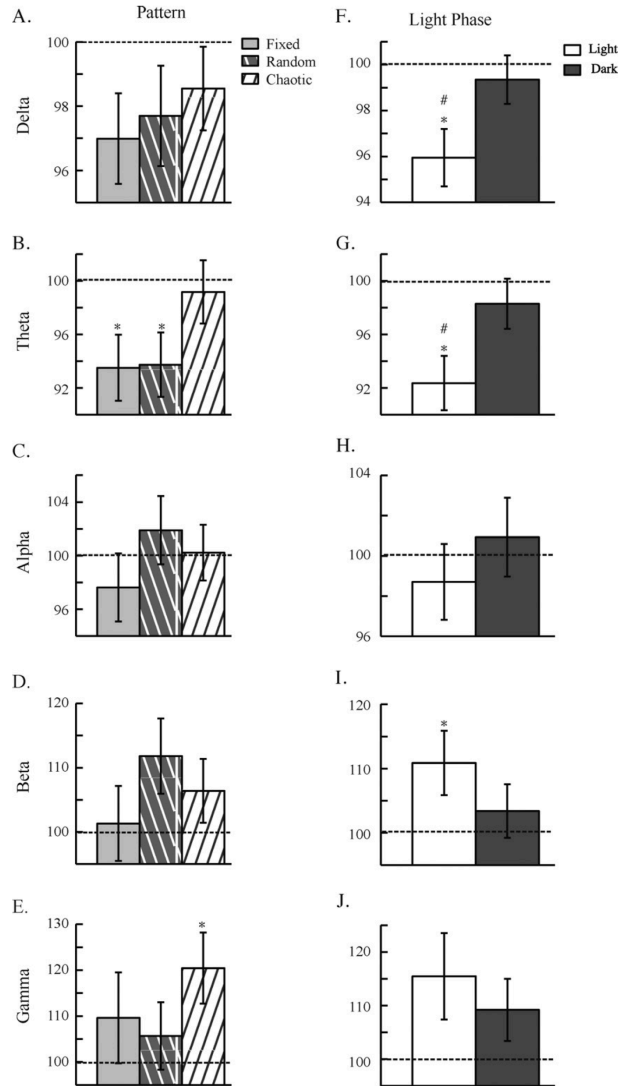 A.
Pattern
Fixed
Random
Chaotic
Delta
100
98
96
F.
Light Phase
Light
Dark
100
99
96
94
#
*
B.
Theta
100
96
92
*
*
G.
100
96
92
#
*
C.
Alpha
104
100
96
H.
104
100
96
D.
Beta
120
110
100
I.
120
110
100
*
E.
Gamma
130
120
110
100
*
J.
120
110
100